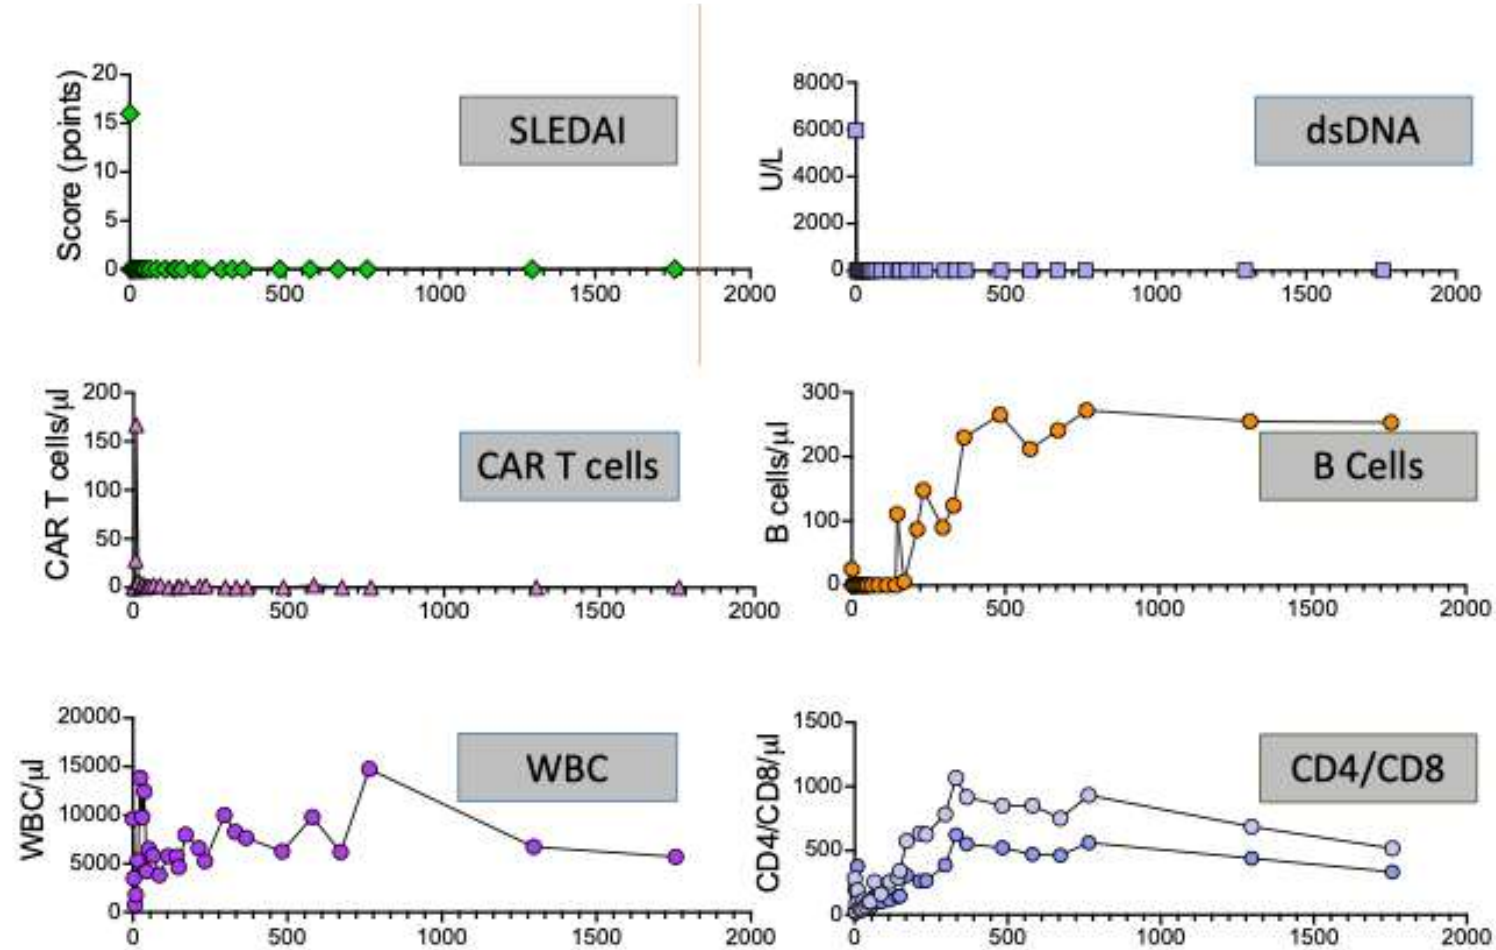 SLEDAI
Score (points)
20
15
10
5
0
0 500 1000 1500 2000
dsDNA
U/L
8000
6000
4000
2000
0
0 500 1000 1500 2000
CAR T cells
CAR T cells/µl
200
150
100
50
0
0 500 1000 1500 2000
B Cells
B cells/µl
300
200
100
0
0 500 1000 1500 2000
WBC
WBC/µl
20000
15000
10000
5000
0
0 500 1000 1500 2000
CD4/CD8
CD4/CD8/µl
1500
1000
500
0
0 500 1000 1500 2000